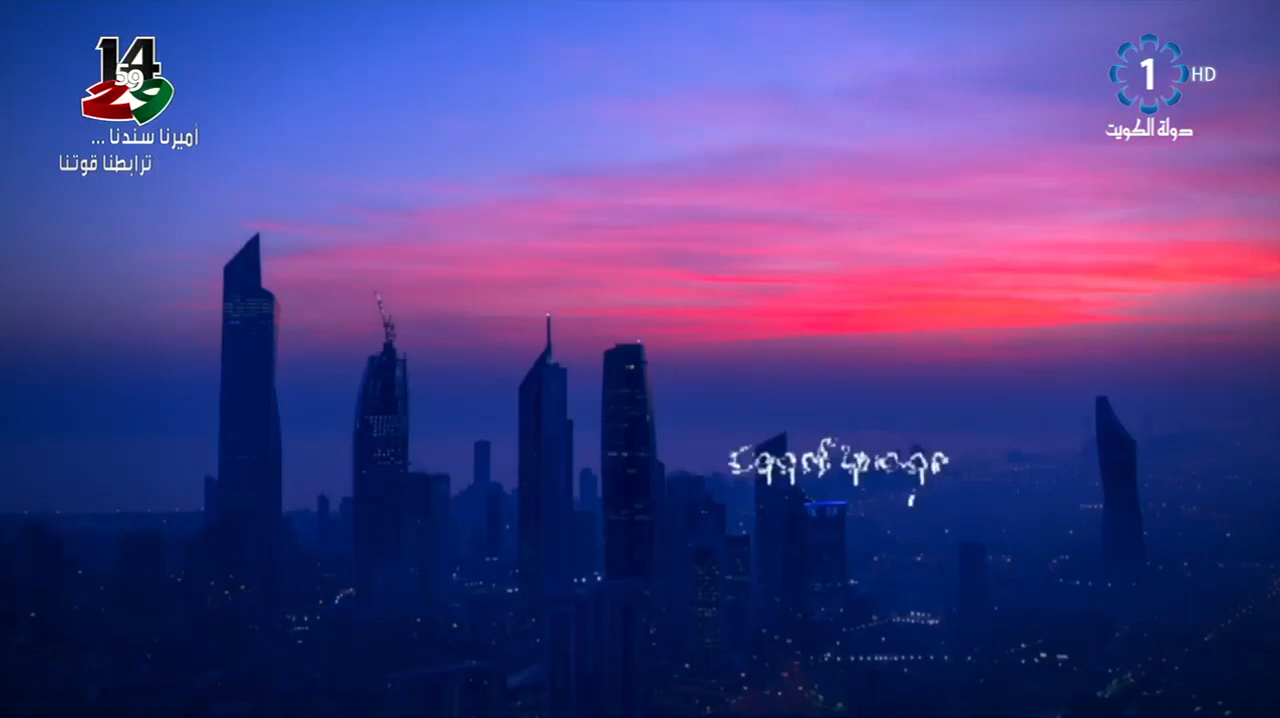 14
59
أميرنا سندنا ...
ترابطنا قوتنا
1 HD
دولة الكويت